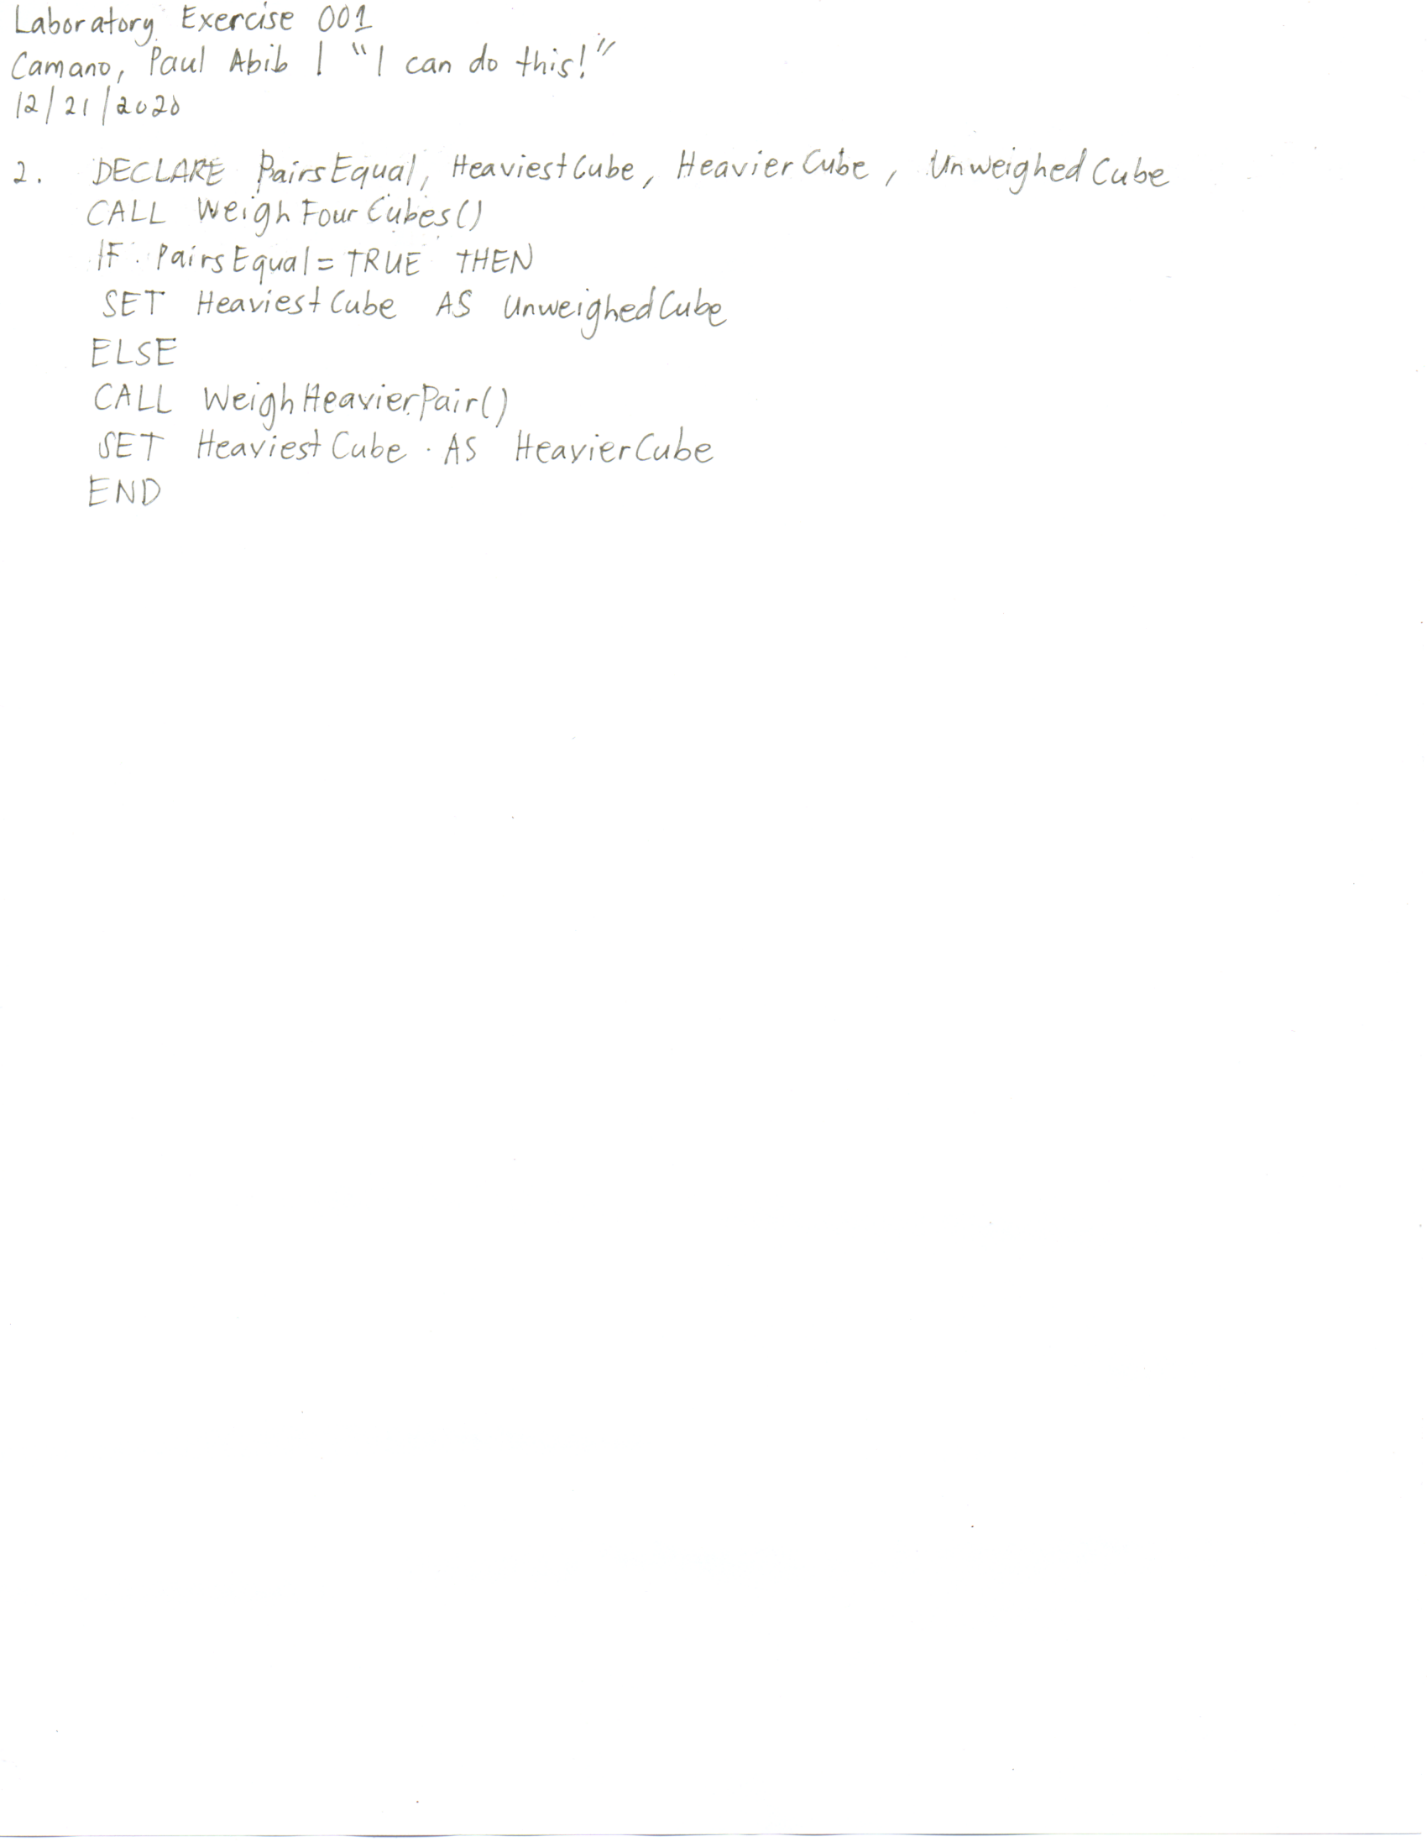 Laboratory Exercise 001
Camano, Paul Abib | "I can do this!"
12/21/2020
2. DECLARE PairsEqual, HeaviestCube, HeavierCube, UnweighedCube
CALL WeighFourCubes()
IF PairsEqual = TRUE THEN
SET HeaviestCube AS UnweighedCube
ELSE
CALL WeighHeavierPair()
SET HeaviestCube AS HeavierCube
END